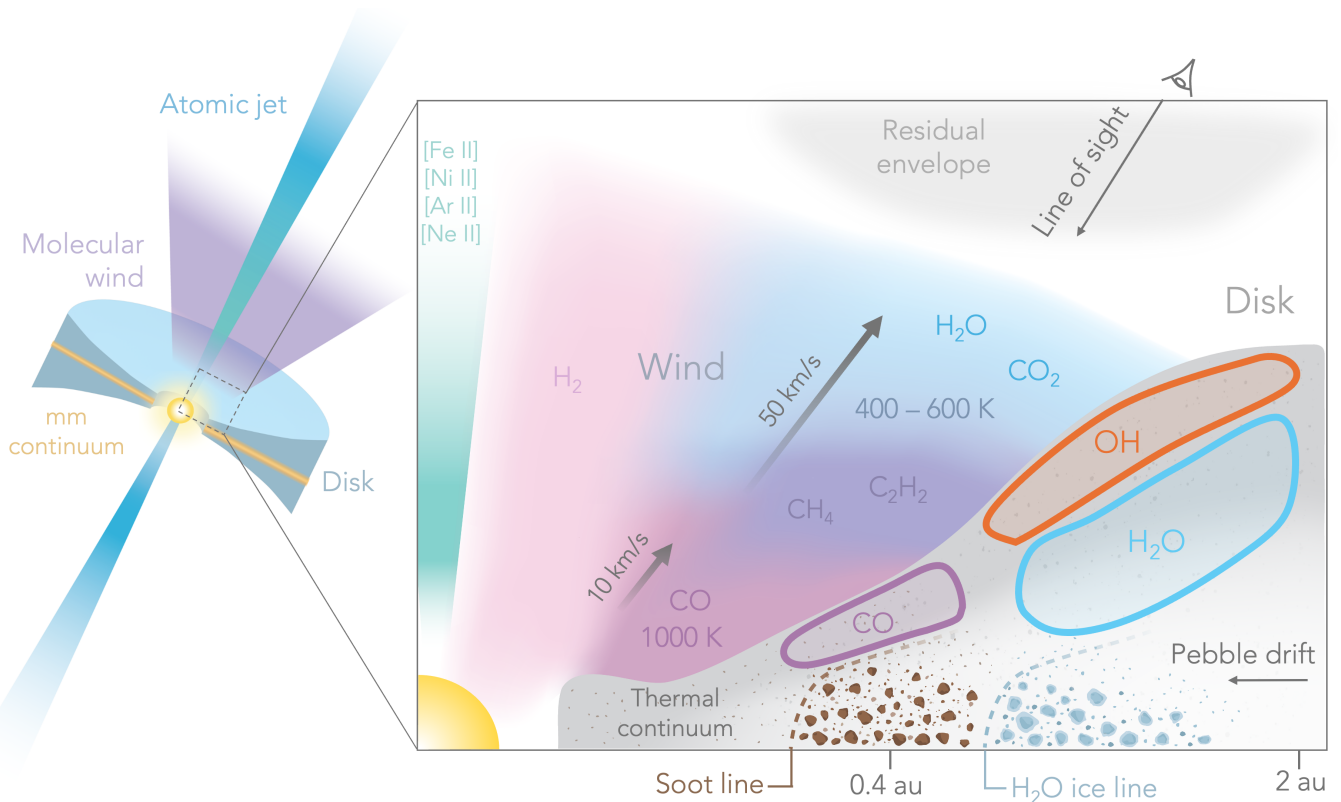 Atomic jet
Molecular
wind
mm
continuum
Disk
[Fe II]
[Ni II]
[Ar II]
[Ne II]
Residual
envelope
Line of sight
Disk
H₂
Wind
50 km/s
H₂O
CO₂
400 – 600 K
CH₄
C₂H₂
OH
H₂O
10 km/s
CO
1000 K
CO
Pebble drift
Thermal
continuum
Soot line
0.4 au
H₂O ice line
2 au